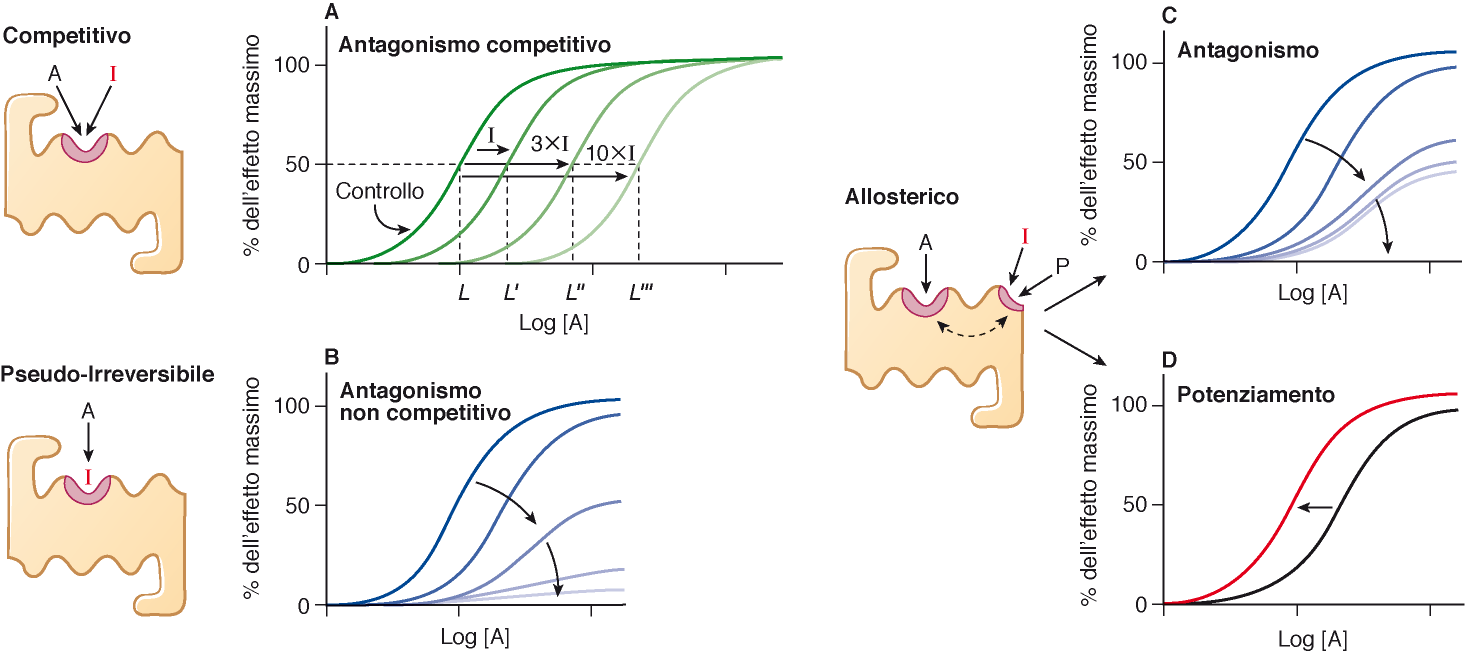 Competitivo
A
I
A
Antagonismo competitivo
% dell'effetto massimo
100
50
0
I
3×I
10×I
Controllo
L
L'
L''
L''''
Log [A]
Pseudo-Irreversibile
A
I
B
Antagonismo
non competitivo
% dell'effetto massimo
100
50
0
Log [A]
Allosterico
A
I
P
C
Antagonismo
% dell'effetto massimo
100
50
0
Log [A]
D
Potenziamento
% dell'effetto massimo
100
50
0
Log [A]